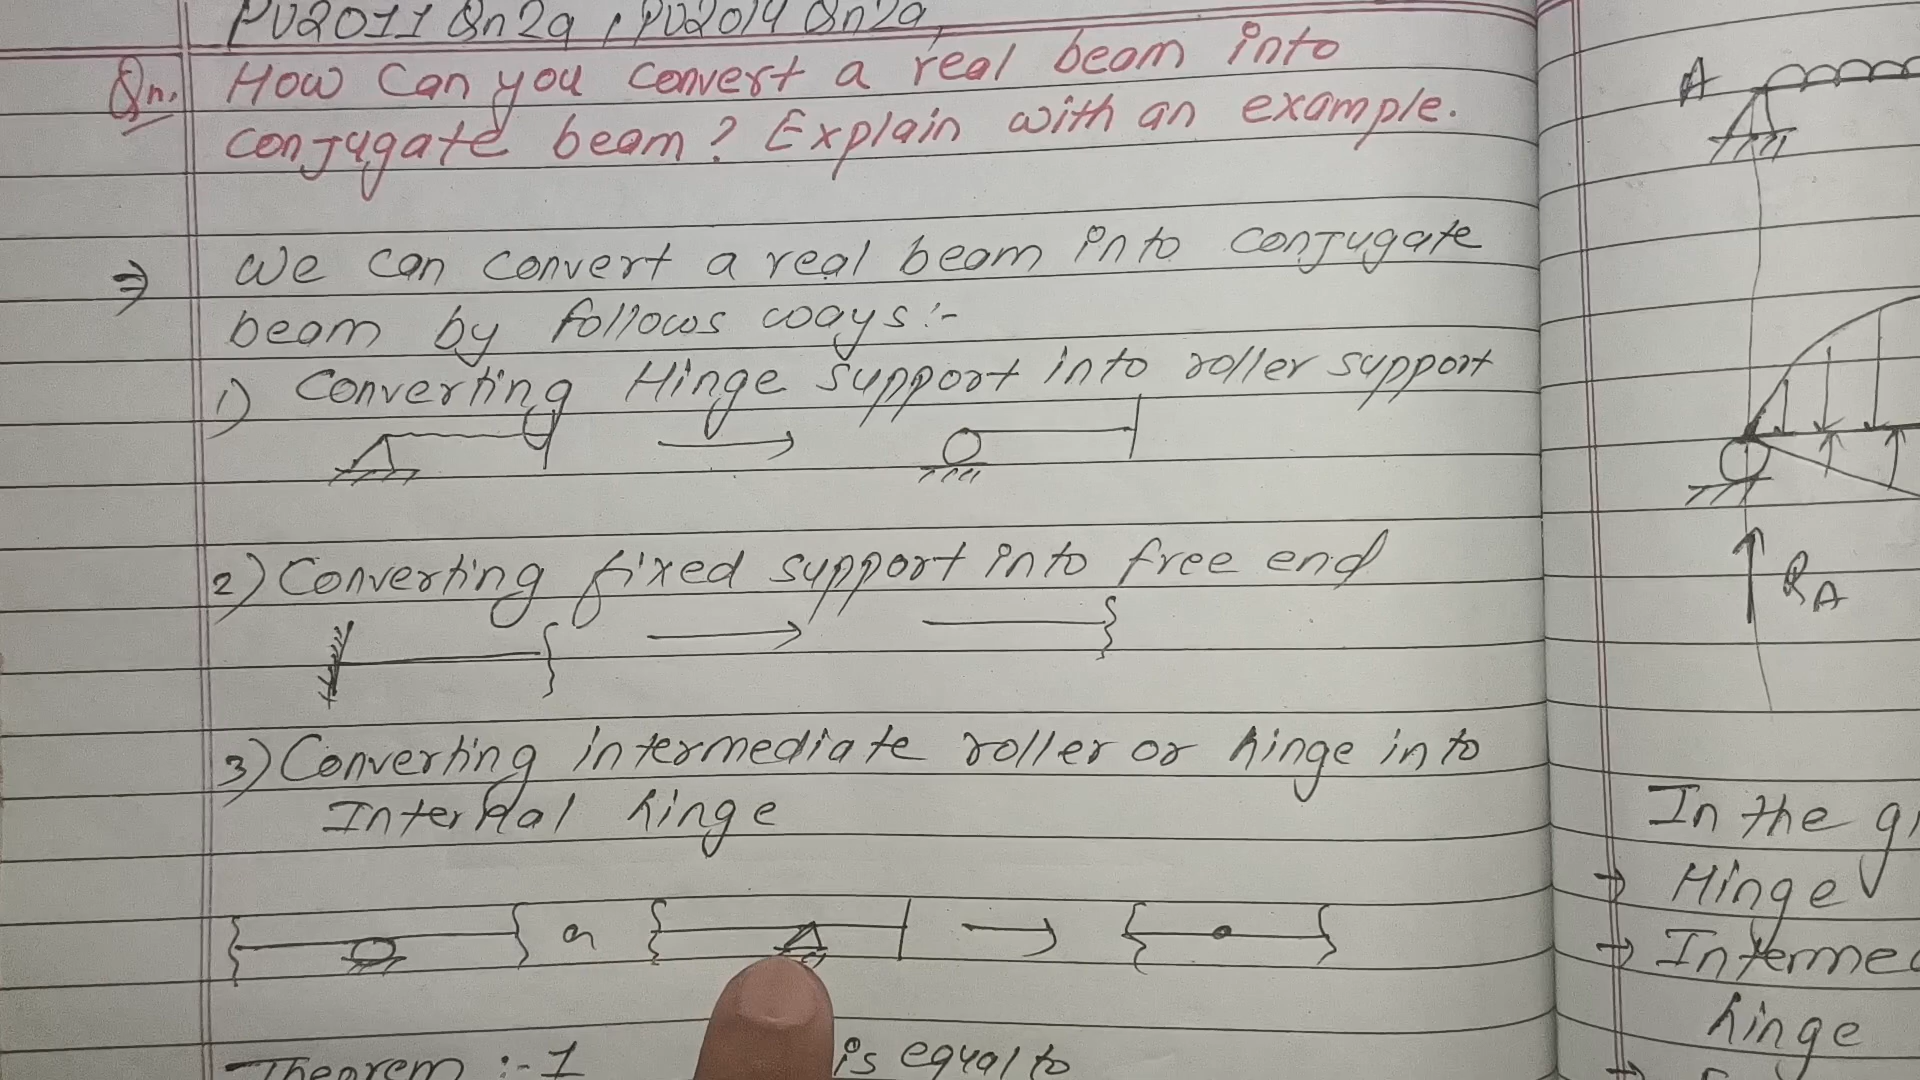 PU2011 Qn2a, PU2014 Qn2a,
Qn. How Can you convert a real beam into
conjugate beam? Explain with an example.
⇒ We can convert a real beam into conjugate
beam by follows ways:-
1) Converting Hinge support into roller support
2) Converting fixed support into free end
3) Converting intermediate roller or hinge into
Internal hinge
or
Theorem :- 1 is equal to
A
RA
In the
→ Hinge
→
hinge